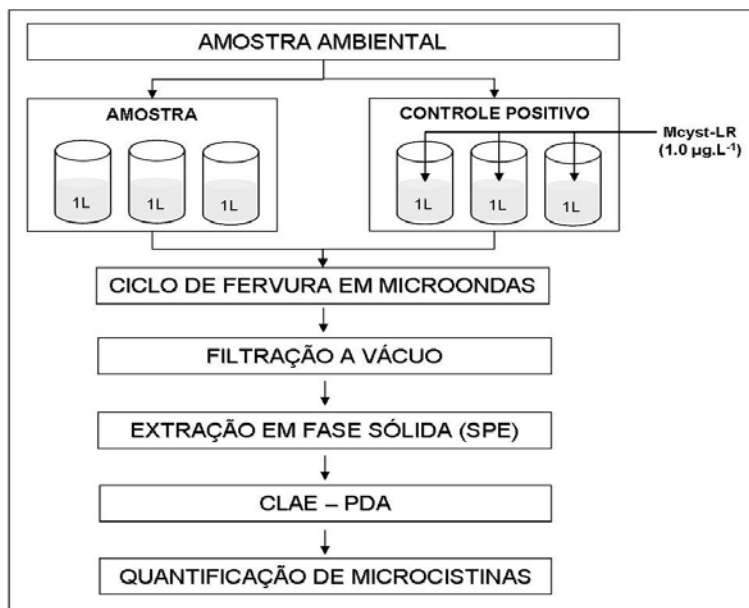 AMOSTRA AMBIENTAL
AMOSTRA
1L
1L
1L
CONTROLE POSITIVO
1L
1L
1L
Mcyst-LR
(1.0 µg.L⁻¹)
CICLO DE FERVURA EM MICROONDAS
FILTRAÇÃO A VÁCUO
EXTRAÇÃO EM FASE SÓLIDA (SPE)
CLAE – PDA
QUANTIFICAÇÃO DE MICROCISTINAS